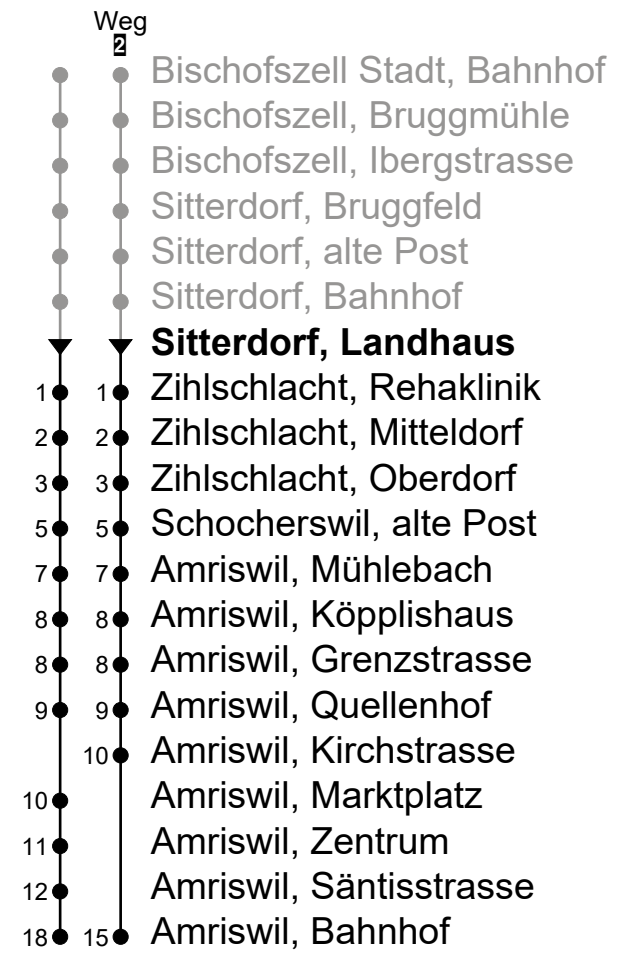 Weg
2
Bischofszell Stadt, Bahnhof
Bischofszell, Bruggmühle
Bischofszell, Ibergstrasse
Sitterdorf, Bruggfeld
Sitterdorf, alte Post
Sitterdorf, Bahnhof
Sitterdorf, Landhaus
1 1 Zihlschlacht, Rehaklinik
2 2 Zihlschlacht, Mitteldorf
3 3 Zihlschlacht, Oberdorf
5 5 Schocherswil, alte Post
7 7 Amriswil, Mühlebach
8 8 Amriswil, Köpplishaus
8 8 Amriswil, Grenzstrasse
9 9 Amriswil, Quellenhof
10 Amriswil, Kirchstrasse
10 Amriswil, Marktplatz
11 Amriswil, Zentrum
12 Amriswil, Säntisstrasse
18 15 Amriswil, Bahnhof